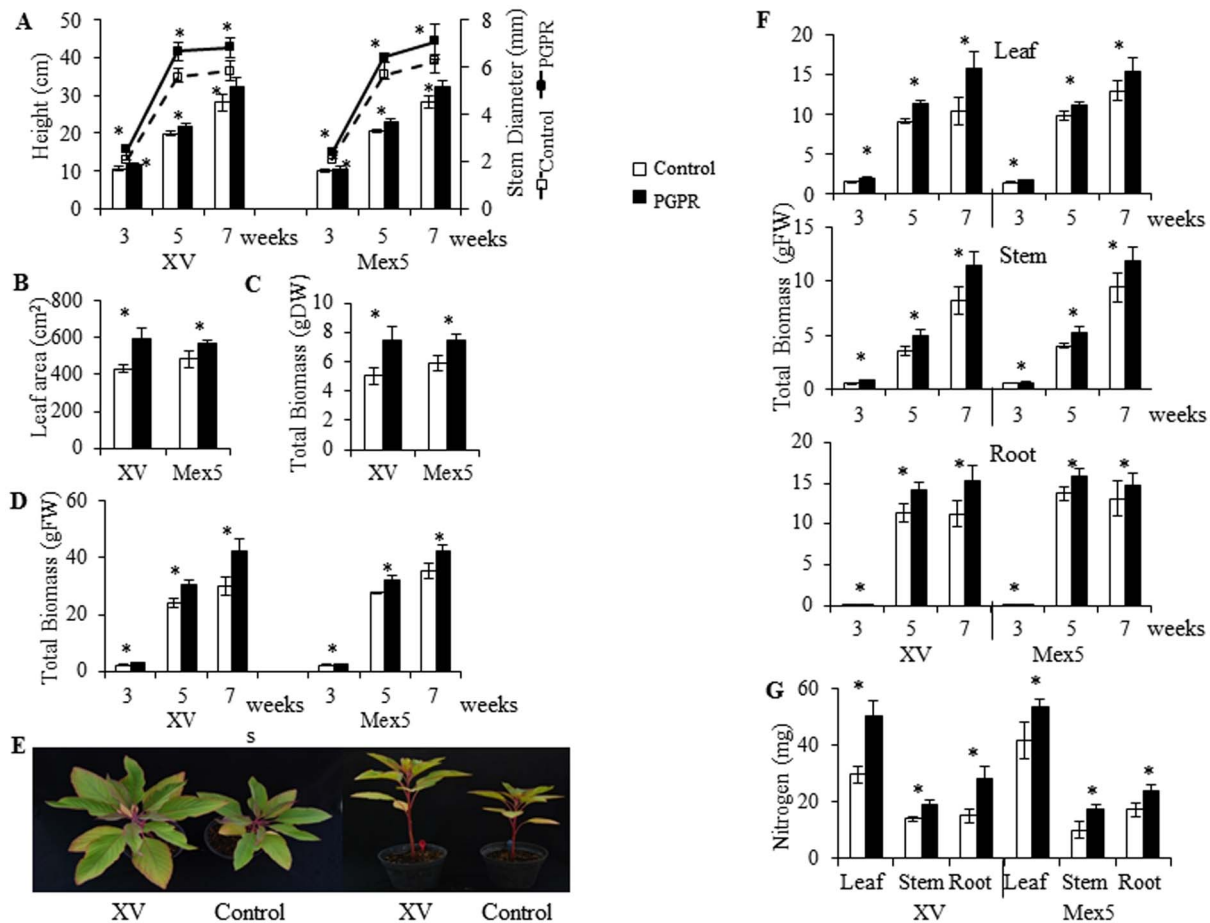 A
50
40
30
20
10
0
Height (cm)
8
6
4
2
0
Stem Diameter (mm)
Control PGPR
* * * * * *
* * * * * *
3 5 7 weeks 3 5 7 weeks
XV Mex5
B
800
600
400
200
0
Leaf area (cm²)
* *
XV Mex5
C
10
8
6
4
2
0
Total Biomass (gDW)
* *
XV Mex5
D
60
40
20
0
Total Biomass (gFW)
* * * * * *
3 5 7 weeks 3 5 7 weeks
XV Mex5
s
E
XV Control XV Control
F
Control
PGPR
Total Biomass (gFW)
Leaf
20
15
10
5
0
* * * * * *
3 5 7 3 5 7 weeks
Stem
15
10
5
0
* * * * * *
3 5 7 3 5 7 weeks
Root
20
15
10
5
0
* * * * * *
3 5 7 3 5 7 weeks
XV Mex5
G
60
40
20
0
Nitrogen (mg)
* * * * * *
Leaf Stem Root Leaf Stem Root
XV Mex5